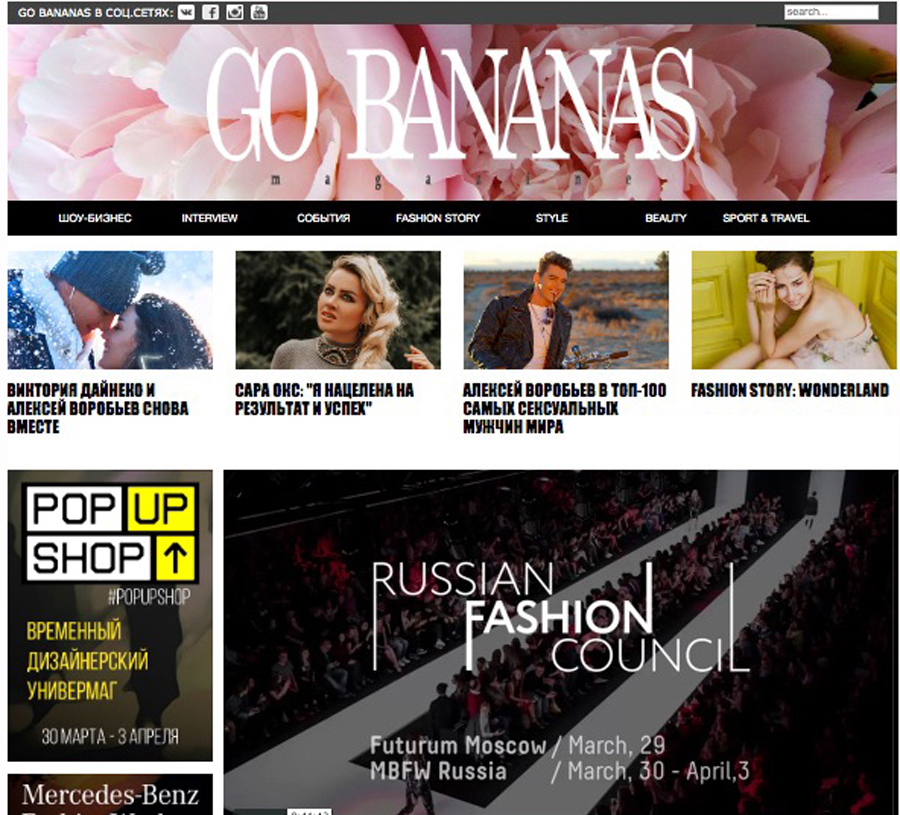 GO BANANAS В СОЦ.СЕТЯХ:
search...
GO BANANAS
magazine
ШОУ-БИЗНЕС INTERVIEW СОБЫТИЯ FASHION STORY STYLE BEAUTY SPORT & TRAVEL
ВИКТОРИЯ ДАЙНЕКО И
АЛЕКСЕЙ ВОРОБЬЕВ СНОВА
ВМЕСТЕ
САРА ОКС: "Я НАЦЕЛЕНА НА
РЕЗУЛЬТАТ И УСПЕХ"
АЛЕКСЕЙ ВОРОБЬЕВ В ТОП-100
САМЫХ СЕКСУАЛЬНЫХ
МУЖЧИН МИРА
FASHION STORY: WONDERLAND
POP UP
SHOP
#POPUPSHOP
ВРЕМЕННЫЙ
ДИЗАЙНЕРСКИЙ
УНИВЕРМАГ
30 МАРТА - 3 АПРЕЛЯ
Mercedes-Benz
RUSSIAN
FASHION
COUNCIL
Futurum Moscow / March, 29
MBFW Russia / March, 30 - April,3